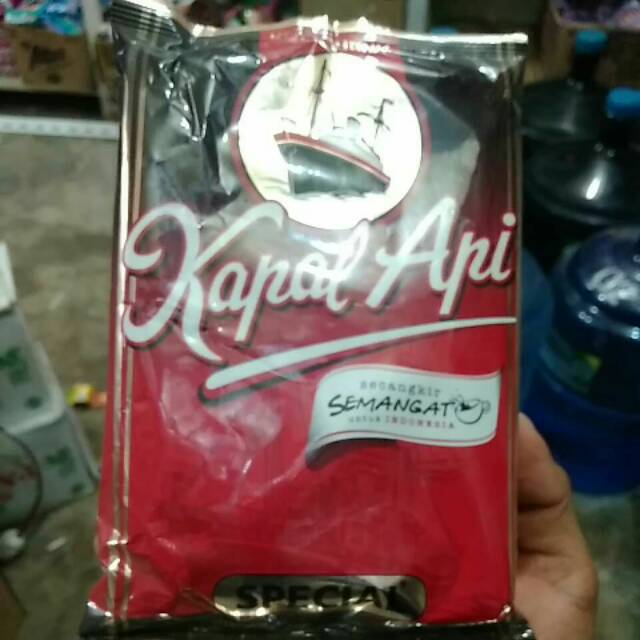 Kapal Api
secangkir
SEMANGAT
untuk INDONESIA
SPECIAL